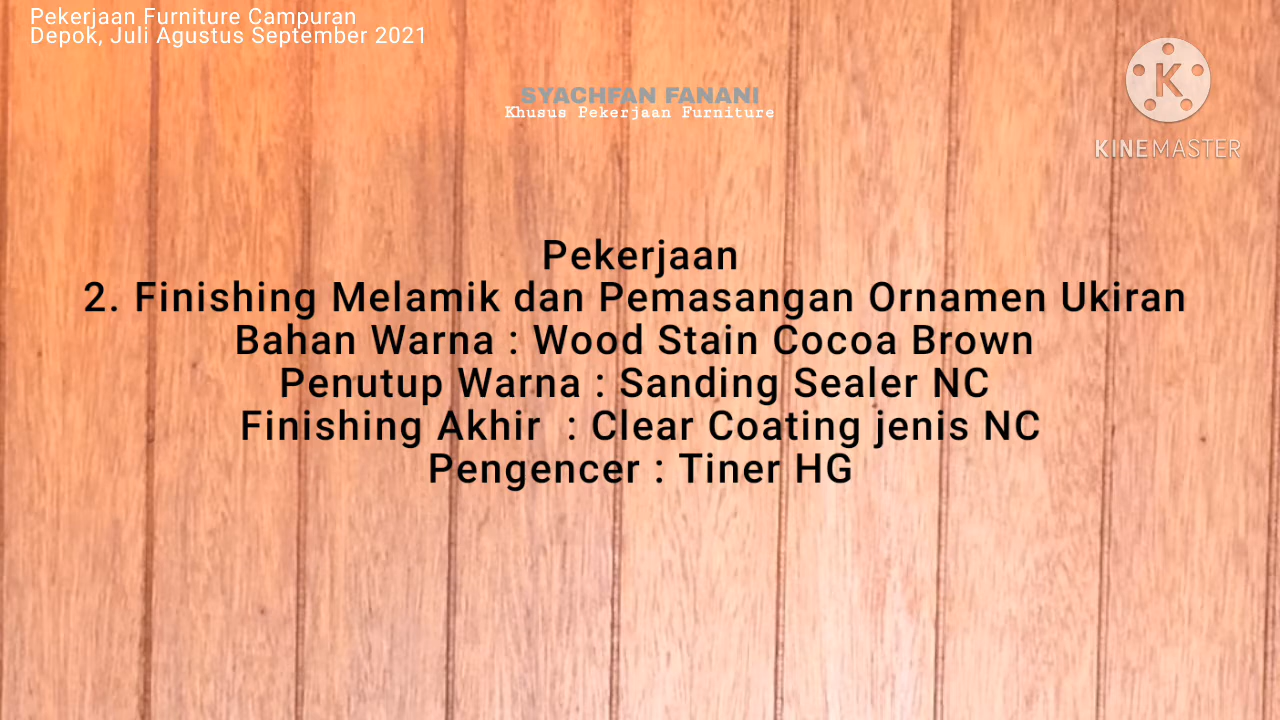 Pekerjaan Furniture Campuran
Depok, Juli Agustus September 2021
SYACHFAN FANANI
Khusus Pekerjaan Furniture
K
KINEMASTER
Pekerjaan
2. Finishing Melamik dan Pemasangan Ornamen Ukiran
Bahan Warna : Wood Stain Cocoa Brown
Penutup Warna : Sanding Sealer NC
Finishing Akhir : Clear Coating jenis NC
Pengencer : Tiner HG